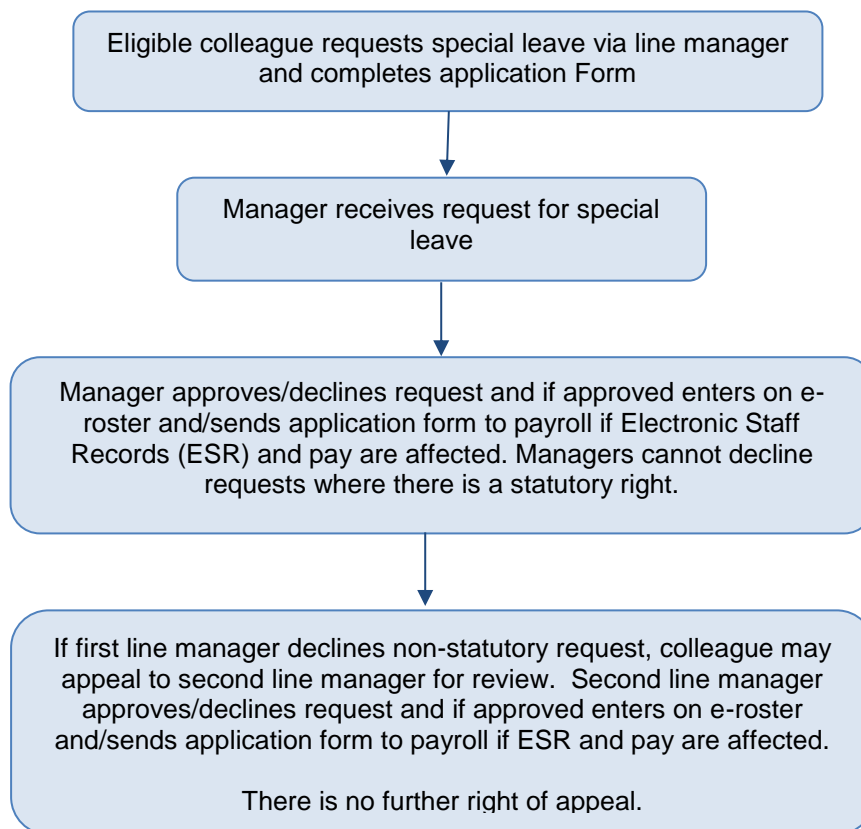 Eligible colleague requests special leave via line manager
and completes application Form
Manager receives request for special
leave
Manager approves/declines request and if approved enters on e-
roster and/sends application form to payroll if Electronic Staff
Records (ESR) and pay are affected. Managers cannot decline
requests where there is a statutory right.
If first line manager declines non-statutory request, colleague may
appeal to second line manager for review.  Second line manager
approves/declines request and if approved enters on e-roster
and/sends application form to payroll if ESR and pay are affected.
There is no further right of appeal.